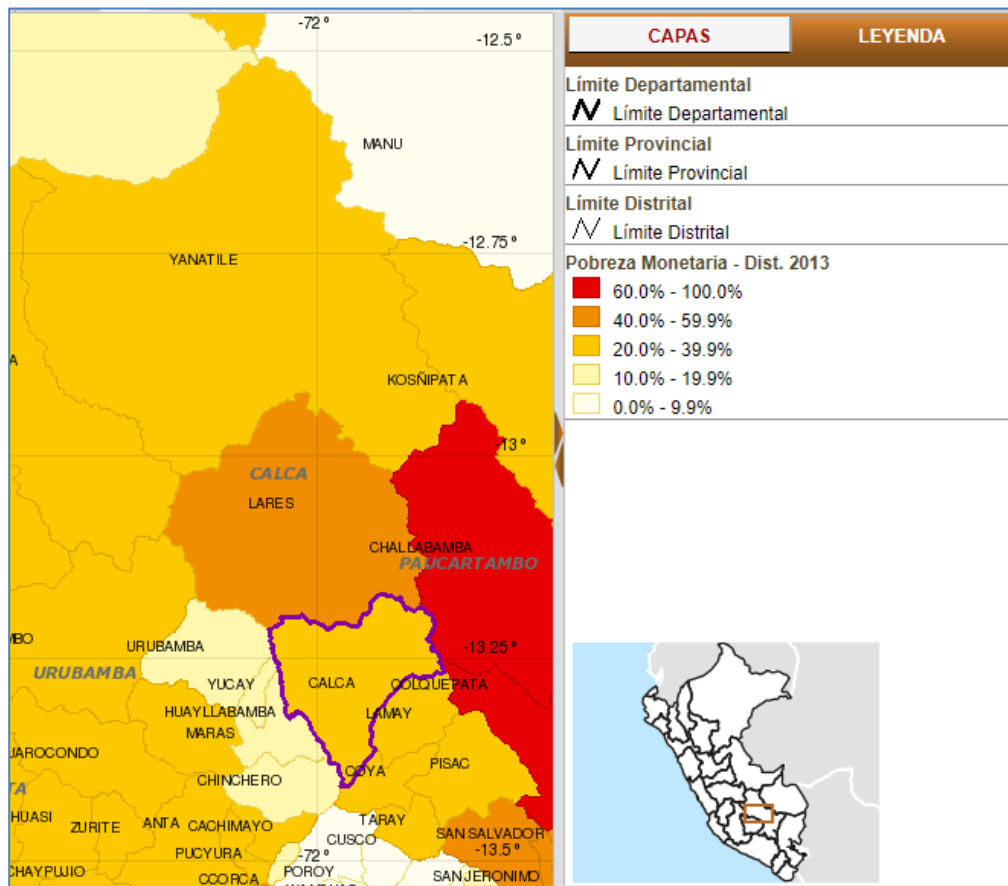 -72°
-12.5°
MANU
-12.75°
YANATILE
A
KOSÑIPATA
-13°
CALCA
LARES
CHALLABAMBA
PAUCARTAMBO
MBO
URUBAMBA
-13.25°
URUBAMBA
YUCAY
CALCA
COLQUEPATA
HUAYLLABAMBA
LAMAY
MARAS
JAROCONDO
PISAC
COYA
CHINCHERO
TA
HUASI
ZURITE
ANTA
CACHIMAYO
TARAY
SAN SALVADOR
CUSCO
-13.5°
PUCYURA
-72°
CHAYPUJIO
POROY
CCORCA
SAN JERONIMO
CAPAS
LEYENDA
Límite Departamental
Límite Departamental
Límite Provincial
Límite Provincial
Límite Distrital
Límite Distrital
Pobreza Monetaria - Dist. 2013
60.0% - 100.0%
40.0% - 59.9%
20.0% - 39.9%
10.0% - 19.9%
0.0% - 9.9%